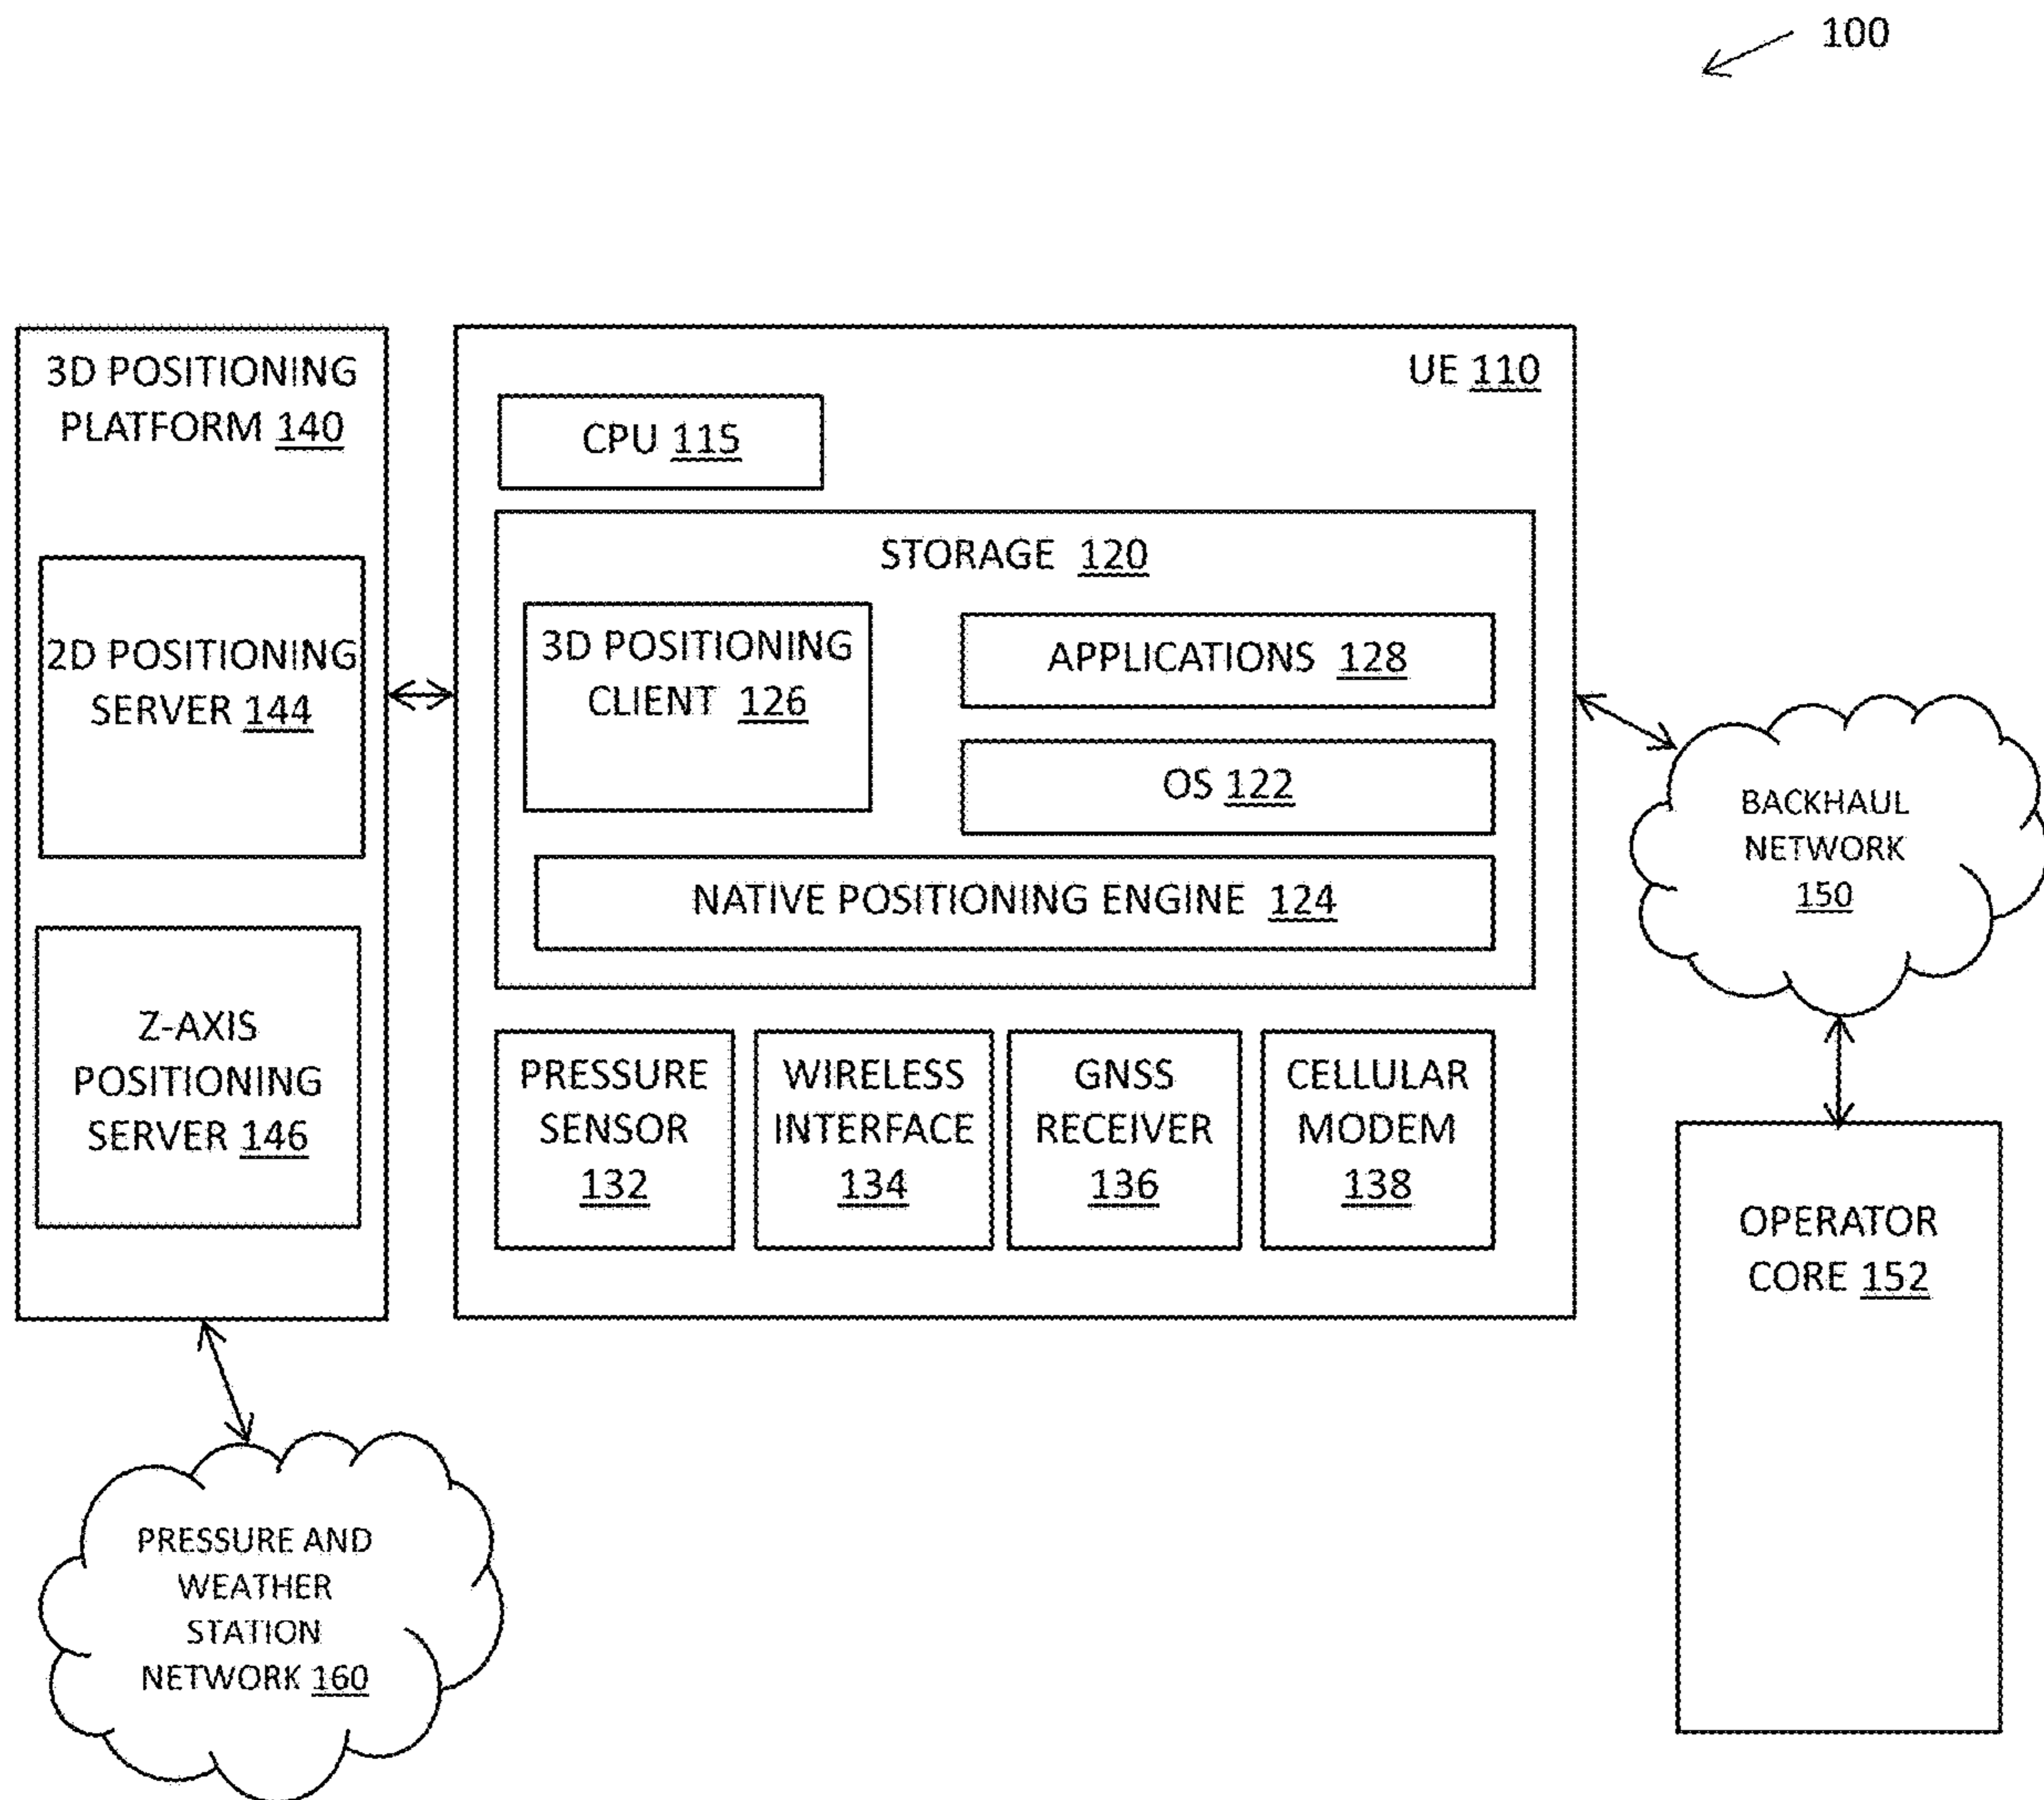 100
3D POSITIONING
PLATFORM 140
2D POSITIONING
SERVER 144
Z-AXIS
POSITIONING
SERVER 146
UE 110
CPU 115
STORAGE 120
3D POSITIONING
CLIENT 126
APPLICATIONS 128
OS 122
NATIVE POSITIONING ENGINE 124
PRESSURE
SENSOR
132
WIRELESS
INTERFACE
134
GNSS
RECEIVER
136
CELLULAR
MODEM
138
BACKHAUL
NETWORK
150
OPERATOR
CORE 152
PRESSURE AND
WEATHER
STATION
NETWORK 160